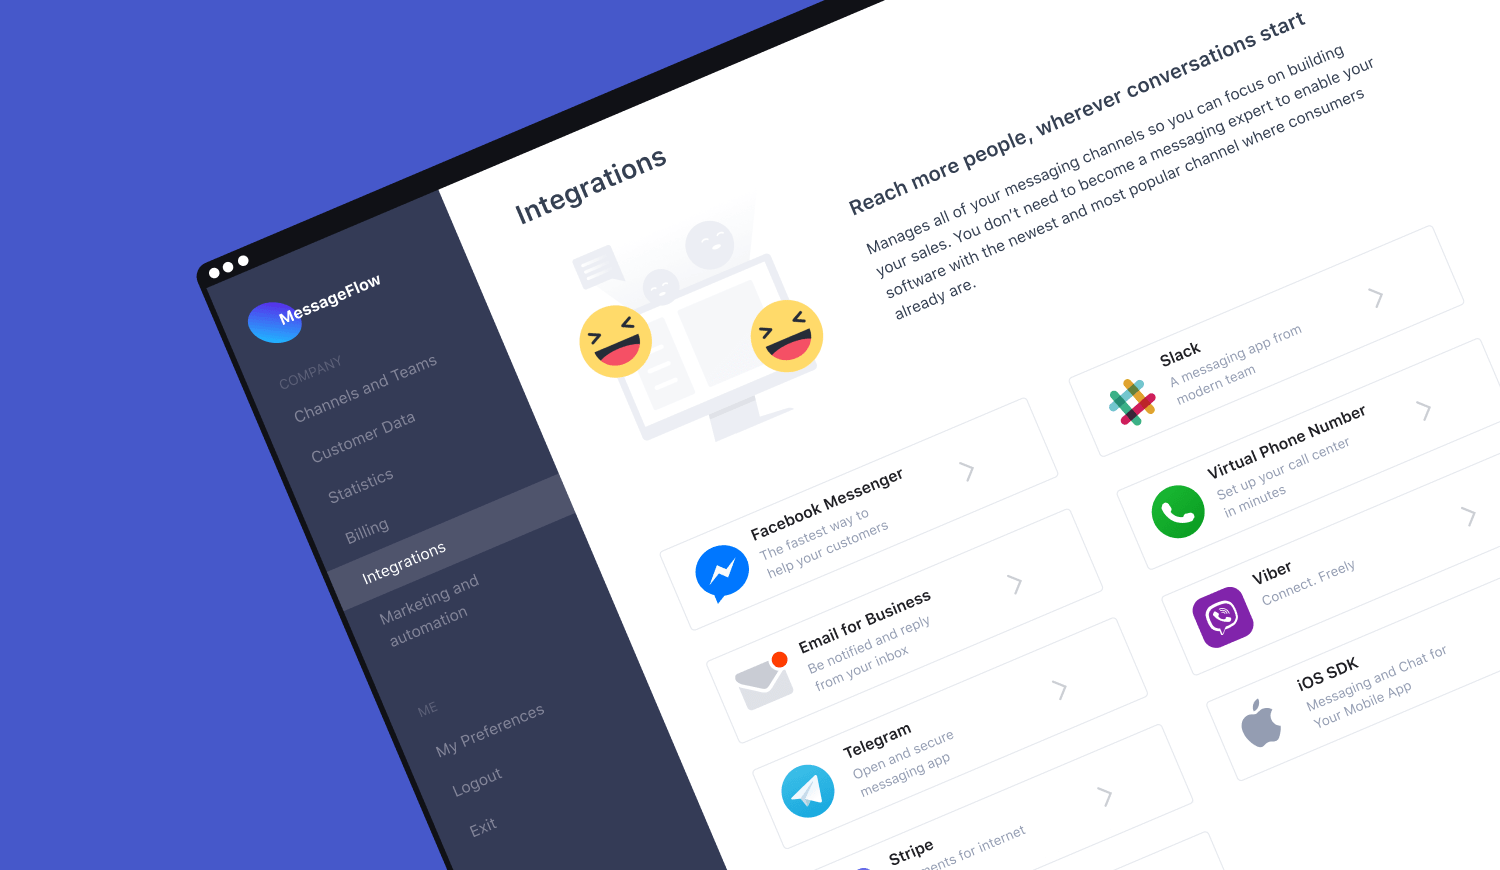 MessageFlow
COMPANY
Channels and Teams
Customer Data
Statistics
Billing
Integrations
Marketing and
automation
ME
My Preferences
Logout
Exit
Integrations
Reach more people, wherever conversations start
Manages all of your messaging channels so you can focus on building
your sales. You don't need to become a messaging expert to enable your
software with the newest and most popular channel where consumers
already are.
Facebook Messenger
The fastest way to
help your customers
Slack
A messaging app from
modern team
Email for Business
Be notified and reply
from your inbox
Virtual Phone Number
Set up your call center
in minutes
Telegram
Open and secure
messaging app
Viber
Connect. Freely
Stripe
for internet
iOS SDK
Messaging and Chat for
Your Mobile App